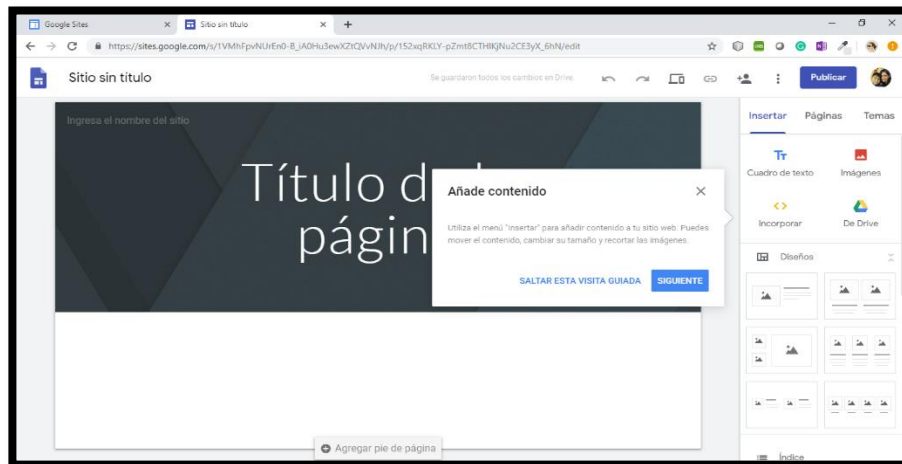 Google Sites
Sitio sin título
https://sites.google.com/s/1VMhFpvNUrEn0-8_iA0Hu3ewXZtQVvNJh/p/152xqRKLY-pZmt8CTHIKjNu2CE3yX_6hN/edit
Sitio sin título
Se guardaron todos los cambios en Drive
Publicar
Ingresa el nombre del sitio
Título de
págin
Añade contenido
Utiliza el menú "Insertar" para añadir contenido a tu sitio web. Puedes
mover el contenido, cambiar su tamaño y recortar las imágenes.
SALTAR ESTA VISITA GUIADA
SIGUIENTE
Insertar
Páginas
Temas
Cuadro de texto
Imágenes
Incorporar
De Drive
Diseños
Índice
Agregar pie de página